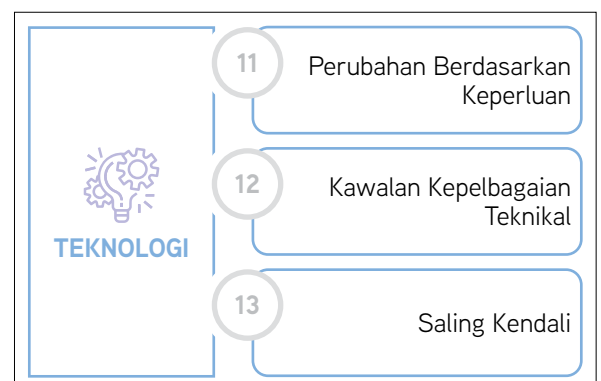 TEKNOLOGI
11
Perubahan Berdasarkan
Keperluan
12
Kawalan Kepelbagaian
Teknikal
13
Saling Kendali